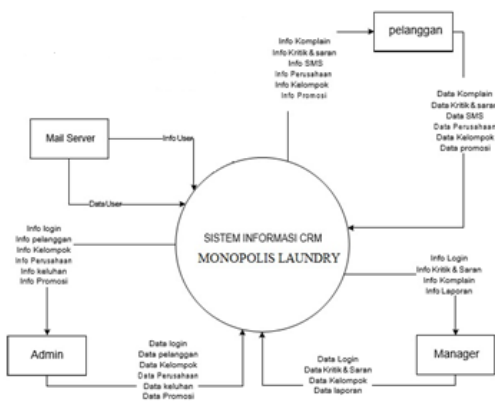 pelanggan
Info Komplain
Info Kritik & saran
Info SMS
Info Perusahaan
Info Kelompok
Info Promosi
Data Komplain
Data Kritik & saran
Data SMS
Data Perusahaan
Data Kelompok
Data promosi
Mail Server
Info User
Data User
SISTEM INFORMASI CRM
MONOPOLIS LAUNDRY
Info login
Info pelanggan
Info Kelompok
Info Perusahaan
Info keluhan
Info Promosi
Info Login
Info Kritik & Saran
Info Komplain
Info Laporan
Admin
Data login
Data pelanggan
Data Kelompok
Data Perusahaan
Data keluhan
Data Promosi
Data Login
Data Kritik & Saran
Data Kelompok
Data laporan
Manager